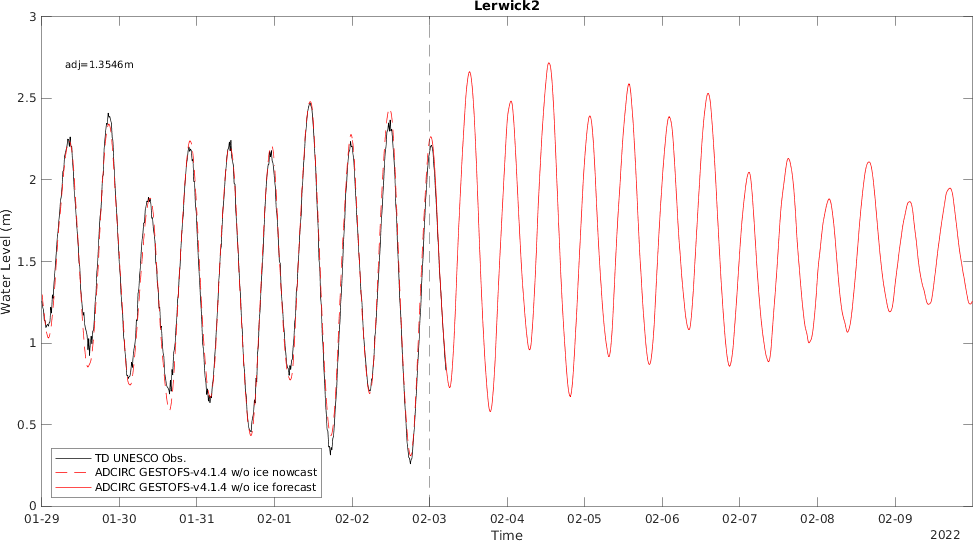 Lerwick2
3
adj=1.3546m
2.5
2
1.5
1
0.5
0
Water Level (m)
TD UNESCO Obs.
ADCIRC GESTOFS-v4.1.4 w/o ice nowcast
ADCIRC GESTOFS-v4.1.4 w/o ice forecast
01-29 01-30 01-31 02-01 02-02 02-03 02-04 02-05 02-06 02-07 02-08 02-09
Time
2022